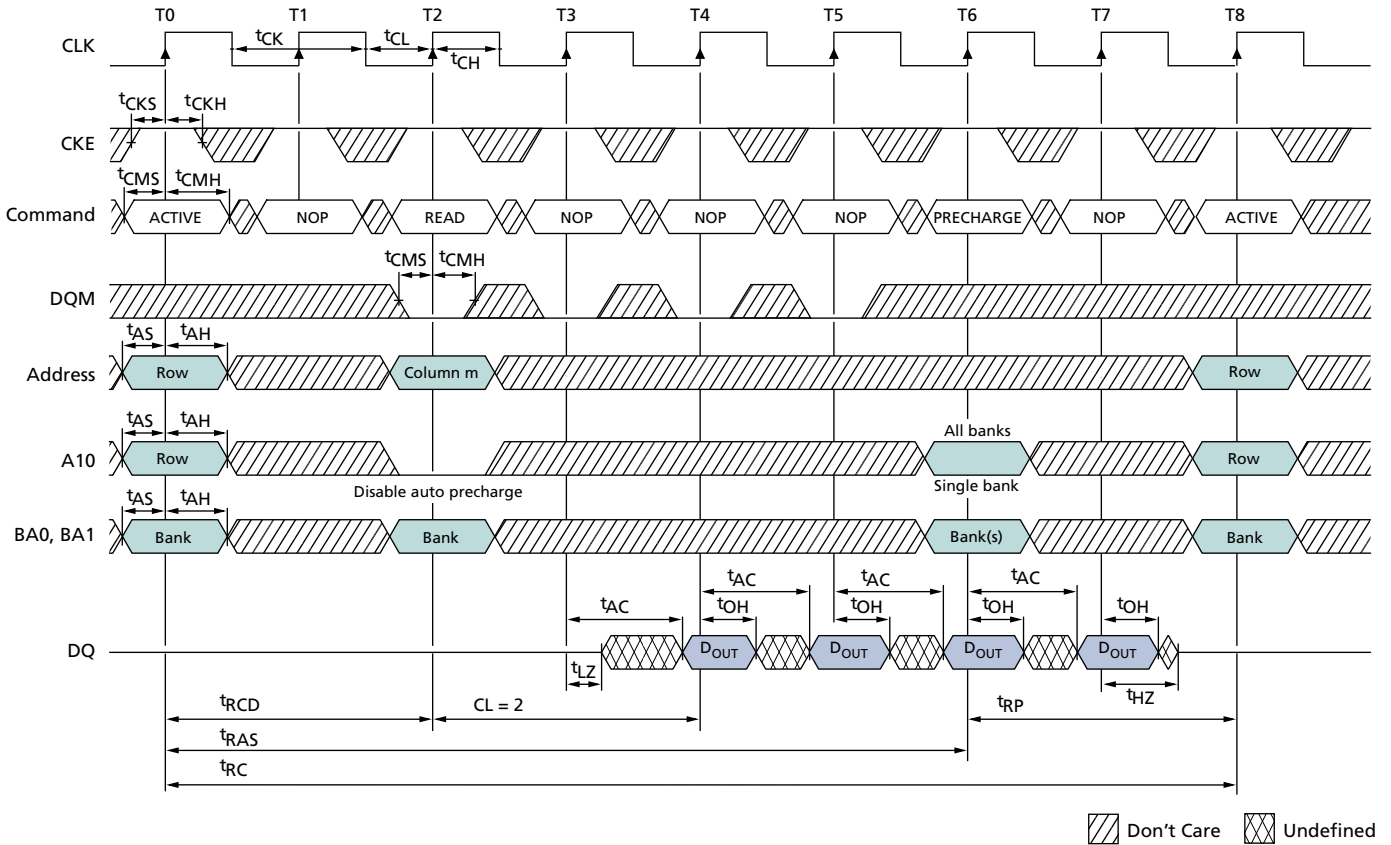 T0 T1 T2 T3 T4 T5 T6 T7 T8
CLK tCK tCL tCH
tCKS tCKH
CKE
tCMS tCMH
Command ACTIVE NOP READ NOP NOP NOP PRECHARGE NOP ACTIVE
tCMS tCMH
DQM
tAS tAH
Address Row Column m Row
tAS tAH All banks
A10 Row Row
Disable auto precharge Single bank
tAS tAH
BA0, BA1 Bank Bank Bank(s) Bank
tAC tAC tAC tAC
tOH tOH tOH tOH
DQ DOUT DOUT DOUT DOUT
tLZ tHZ
tRCD CL = 2 tRP
tRAS
tRC
Don't Care Undefined